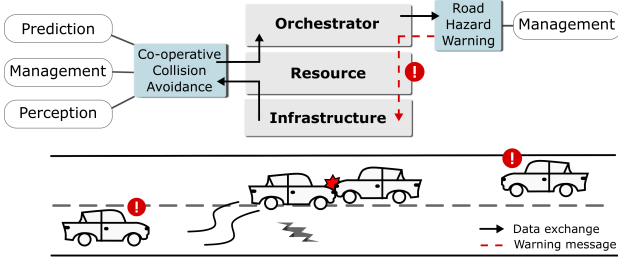 Prediction
Management
Perception
Co-operative
Collision
Avoidance
Orchestrator
Resource
Infrastructure
Road
Hazard
Warning
Management
!
!
!
Data exchange
Warning message